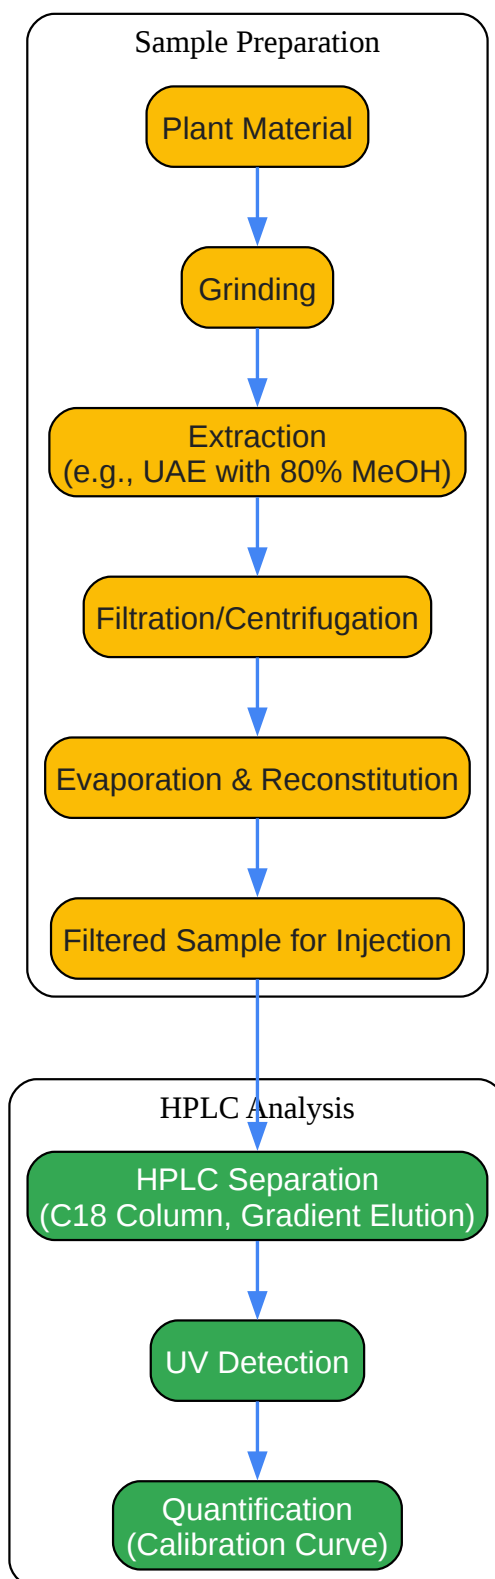 Sample Preparation
Plant Material
Grinding
Extraction
(e.g., UAE with 80% MeOH)
Filtration/Centrifugation
Evaporation & Reconstitution
Filtered Sample for Injection
HPLC Analysis
HPLC Separation
(C18 Column, Gradient Elution)
UV Detection
Quantification
(Calibration Curve)